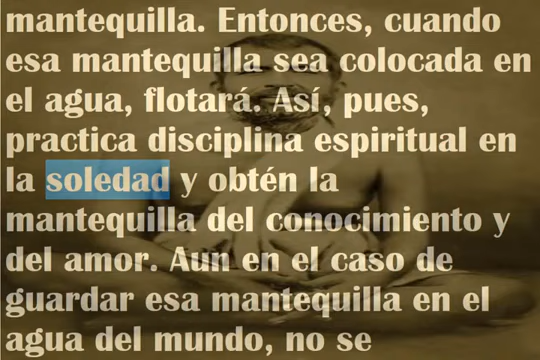 mantequilla. Entonces, cuando
esa mantequilla sea colocada en
el agua, flotará. Así, pues,
practica disciplina espiritual en
la soledad y obtén la
mantequilla del conocimiento y
del amor. Aun en el caso de
guardar esa mantequilla en el
agua del mundo, no se